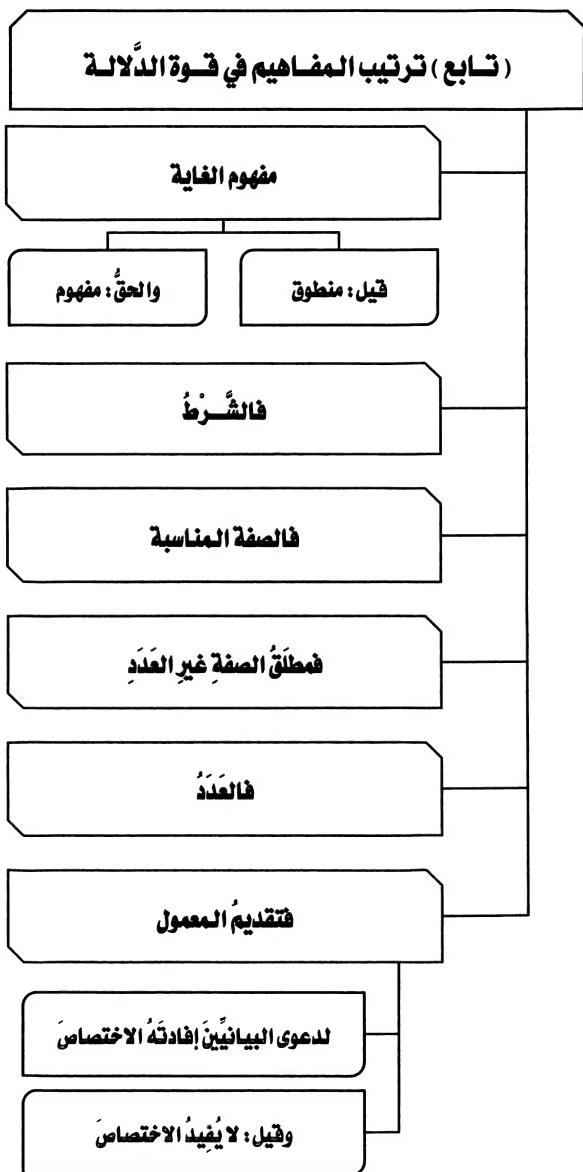 (تابع) ترتيب المفاهيم في قوة الدَّلالة
مفهوم الغاية
قيل: منطوق
والحقُّ: مفهوم
فالشَّرْطُ
فالصفة المناسبة
فمطلَقُ الصفةِ غيرِ العَدَدِ
فالعَدَدُ
فتقديمُ المعمول
لدعوى البيانيِّينَ إفادتَهُ الاختصاصَ
وقيل: لا يُفِيدُ الاختصاصَ